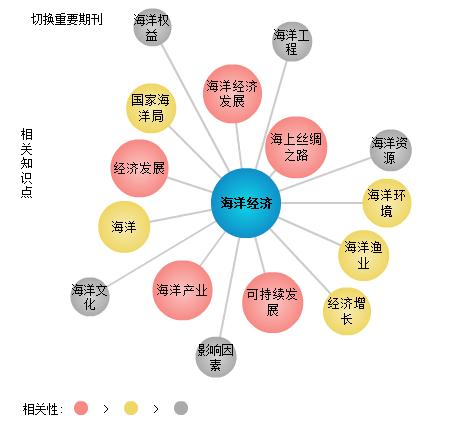 切换重要期刊
海洋权
益
海洋工
程
海洋经济
发展
国家海
洋局
海上丝绸
之路
相
关
知
识
点
海洋资
源
经济发展
海洋环
境
海洋经济
海洋
海洋渔
业
海洋文
化
海洋产业
可持续发
展
经济增
长
影响因
素
相关性: > >